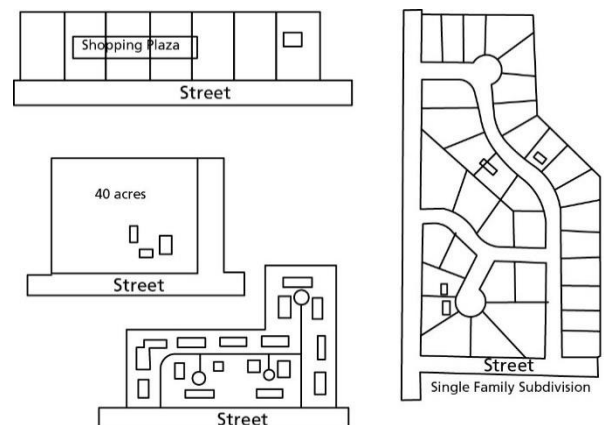 Shopping Plaza
Street
40 acres
Street
Street
Street
Single Family Subdivision